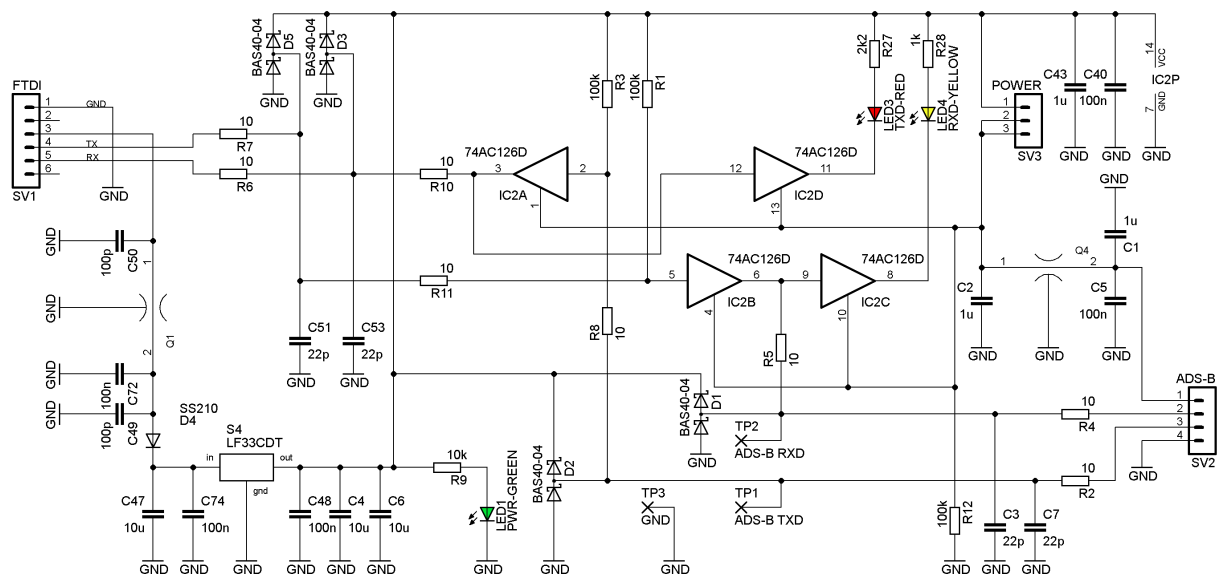 BAS40-04
D5
BAS40-04
D3
100k
R3
100k
R1
2k2
R27
1k
R28
LED3
TXD-RED
LED4
RXD-YELLOW
C43
1u
C40
100n
14
VCC
IC2P
7
GND
FTDI
1
2
3
4
5
6
SV1
GND
TX
RX
10
R7
10
R6
GND
GND
GND
POWER
1
2
3
SV3
GND
GND
GND
10
R10
74AC126D
3
2
1
IC2A
74AC126D
12
11
13
IC2D
GND
1u
C1
GND
100p
C50
1
GND
Q1
2
10
R11
74AC126D
5
6
4
IC2B
74AC126D
9
8
10
IC2C
1
2
Q4
C2
1u
C5
100n
GND
GND
GND
C51
22p
C53
22p
GND
GND
R8
10
R5
10
GND
100n
C72
GND
100p
C49
SS210
D4
S4
LF33CDT
in
out
gnd
10k
R9
BAS40-04
D1
GND
TP2
ADS-B RXD
BAS40-04
D2
TP3
GND
TP1
ADS-B TXD
10
R4
10
R2
ADS-B
1
2
3
4
SV2
GND
C47
10u
C74
100n
C48
100n
C4
10u
C6
10u
LED1
PWR-GREEN
100k
R12
C3
22p
C7
22p
GND
GND
GND
GND
GND
GND
GND
GND
GND
GND
GND
GND